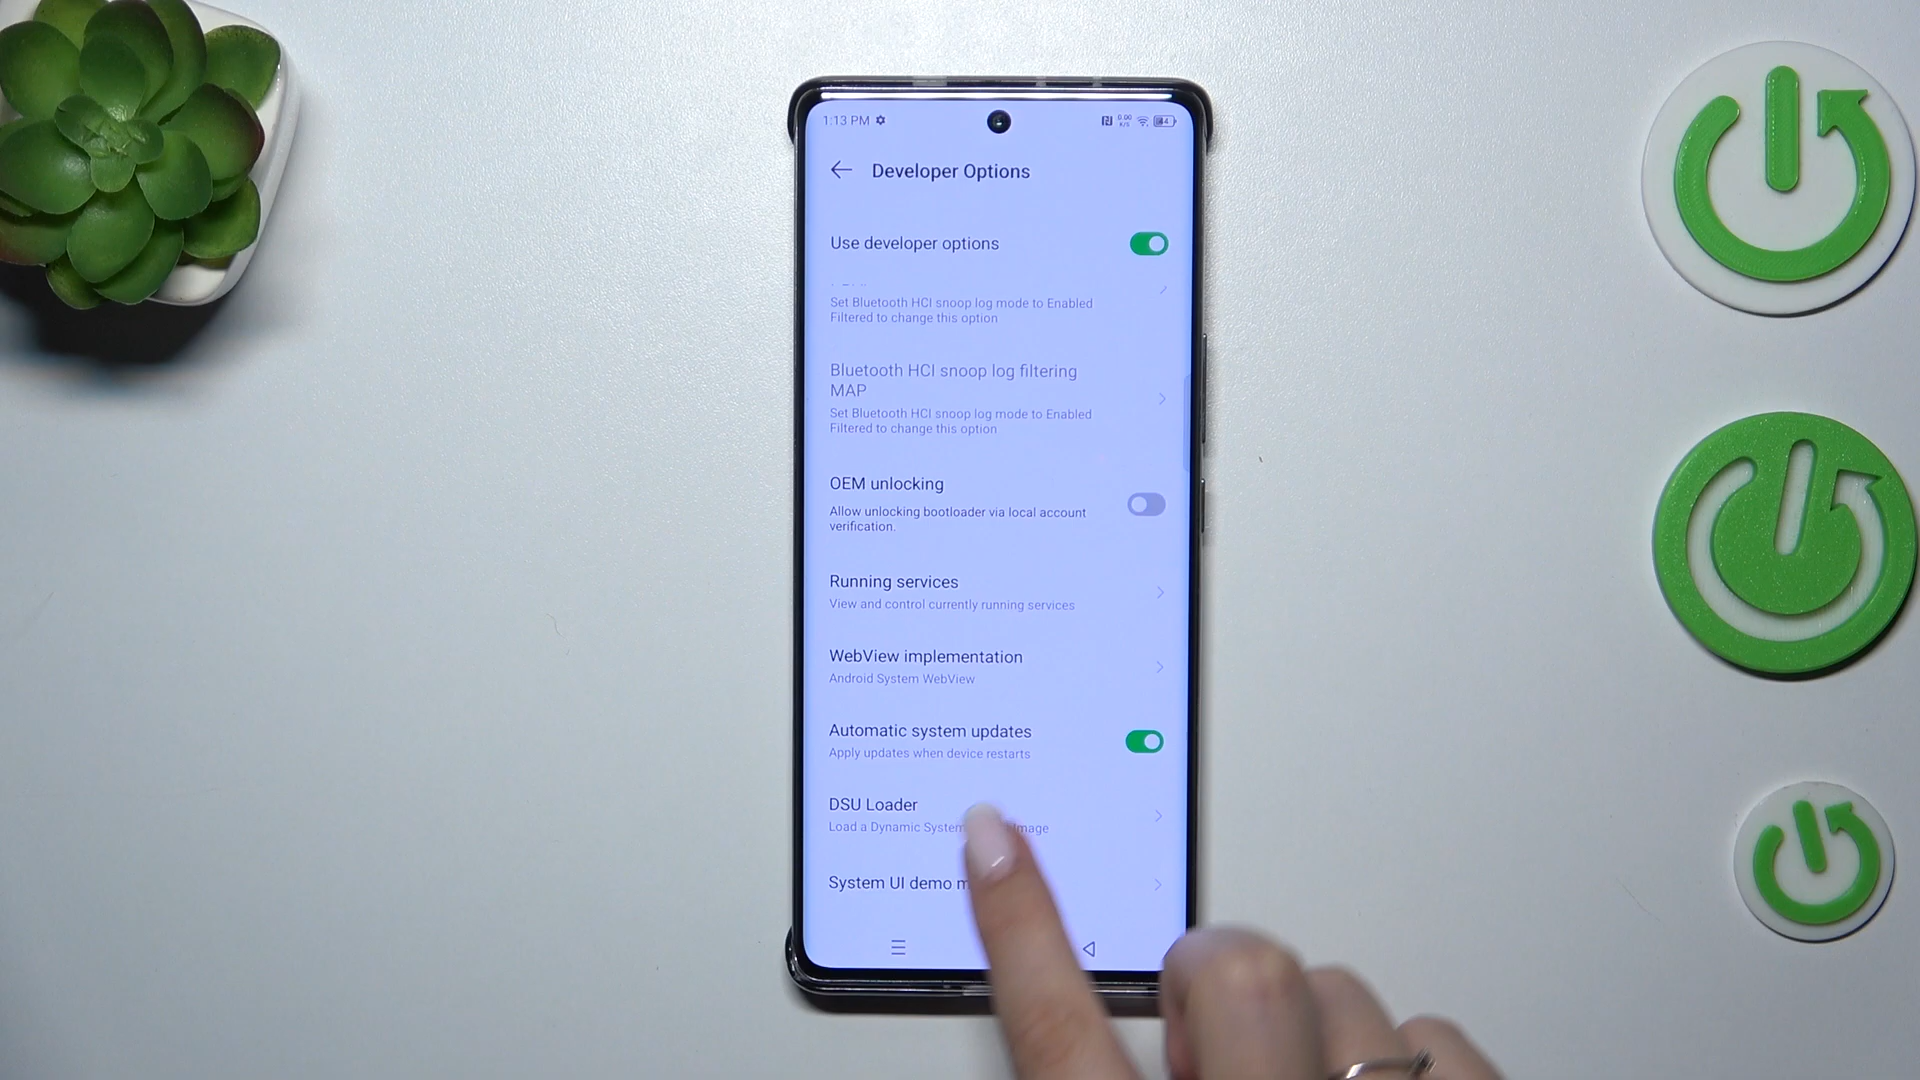 1:13 PM
0.00
K/S
Developer Options
Use developer options
Set Bluetooth HCI snoop log mode to Enabled
Filtered to change this option
Bluetooth HCI snoop log filtering
MAP
Set Bluetooth HCI snoop log mode to Enabled
Filtered to change this option
OEM unlocking
Allow unlocking bootloader via local account
verification.
Running services
View and control currently running services
WebView implementation
Android System WebView
Automatic system updates
Apply updates when device restarts
DSU Loader
Load a Dynamic System
System UI demo